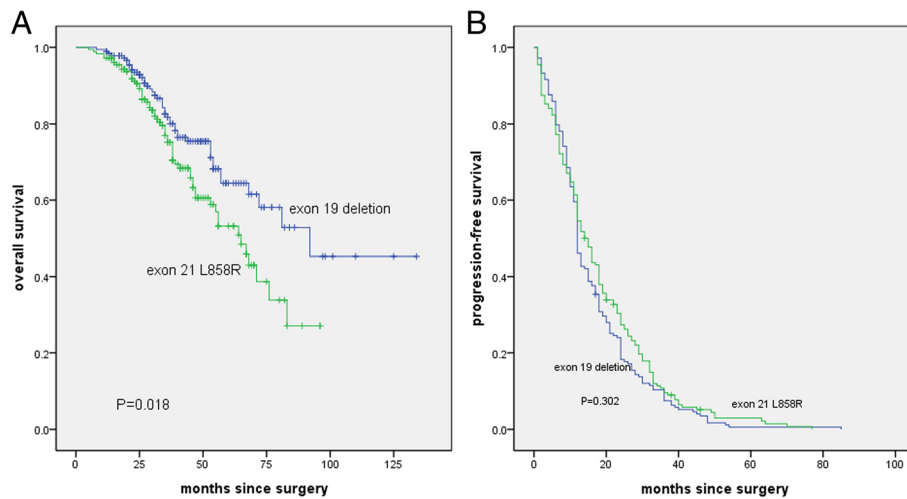 A
overall survival
1.0
0.8
0.6
0.4
0.2
0.0
exon 19 deletion
exon 21 L858R
P=0.018
0
25
50
75
100
125
months since surgery
B
progression-free survival
1.0
0.8
0.6
0.4
0.2
0.0
exon 19 deletion
P=0.302
exon 21 L858R
0
20
40
60
80
100
months since surgery